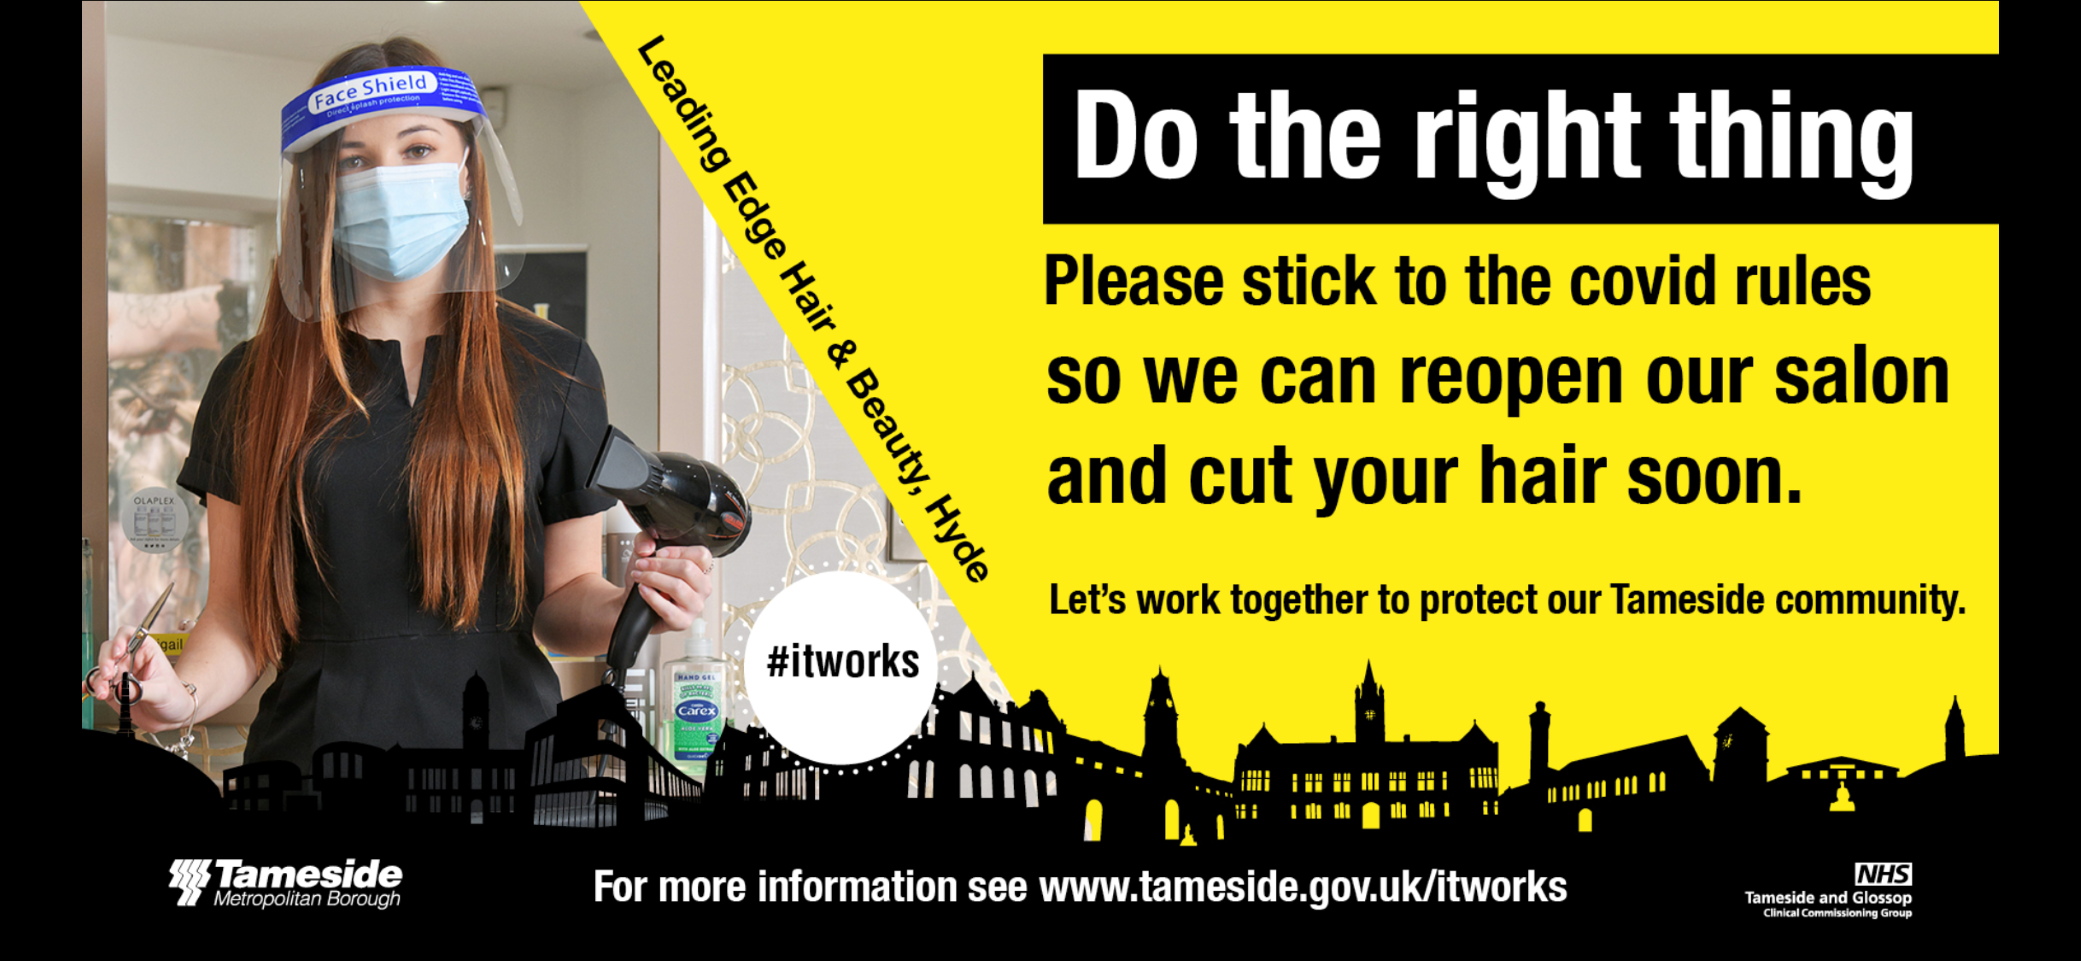 Face Shield
Direct splash protection
Leading Edge Hair & Beauty, Hyde
Do the right thing
Please stick to the covid rules
so we can reopen our salon
and cut your hair soon.
Let's work together to protect our Tameside community.
OLAPLEX
gail
#itworks
HAND GEL
Carex
Tameside
Metropolitan Borough
For more information see www.tameside.gov.uk/itworks
NHS
Tameside and Glossop
Clinical Commissioning Group